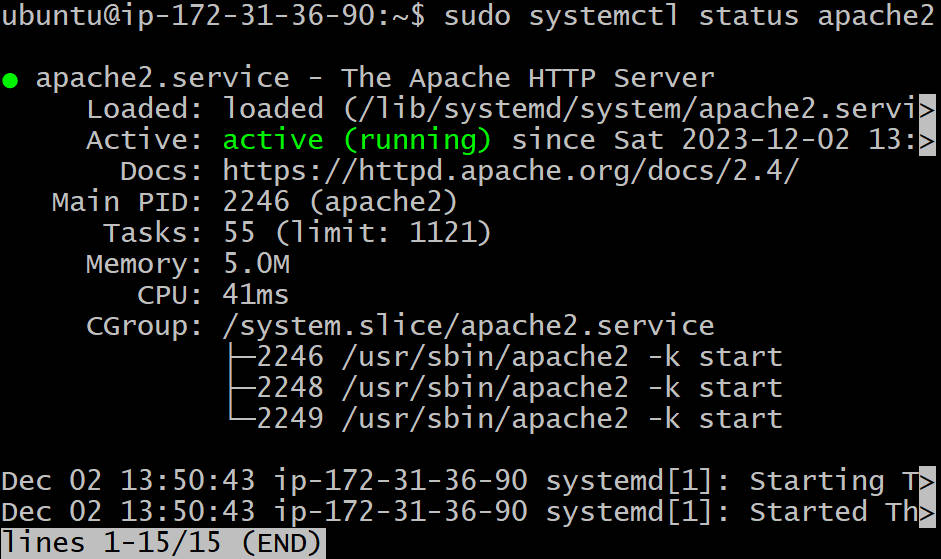 ubuntu@ip-172-31-36-90:~$ sudo systemctl status apache2
● apache2.service - The Apache HTTP Server
Loaded: loaded (/lib/systemd/system/apache2.servi>
Active: active (running) since Sat 2023-12-02 13:>
Docs: https://httpd.apache.org/docs/2.4/
Main PID: 2246 (apache2)
Tasks: 55 (limit: 1121)
Memory: 5.0M
CPU: 41ms
CGroup: /system.slice/apache2.service
├─2246 /usr/sbin/apache2 -k start
├─2248 /usr/sbin/apache2 -k start
└─2249 /usr/sbin/apache2 -k start
Dec 02 13:50:43 ip-172-31-36-90 systemd[1]: Starting T>
Dec 02 13:50:43 ip-172-31-36-90 systemd[1]: Started Th>
lines 1-15/15 (END)